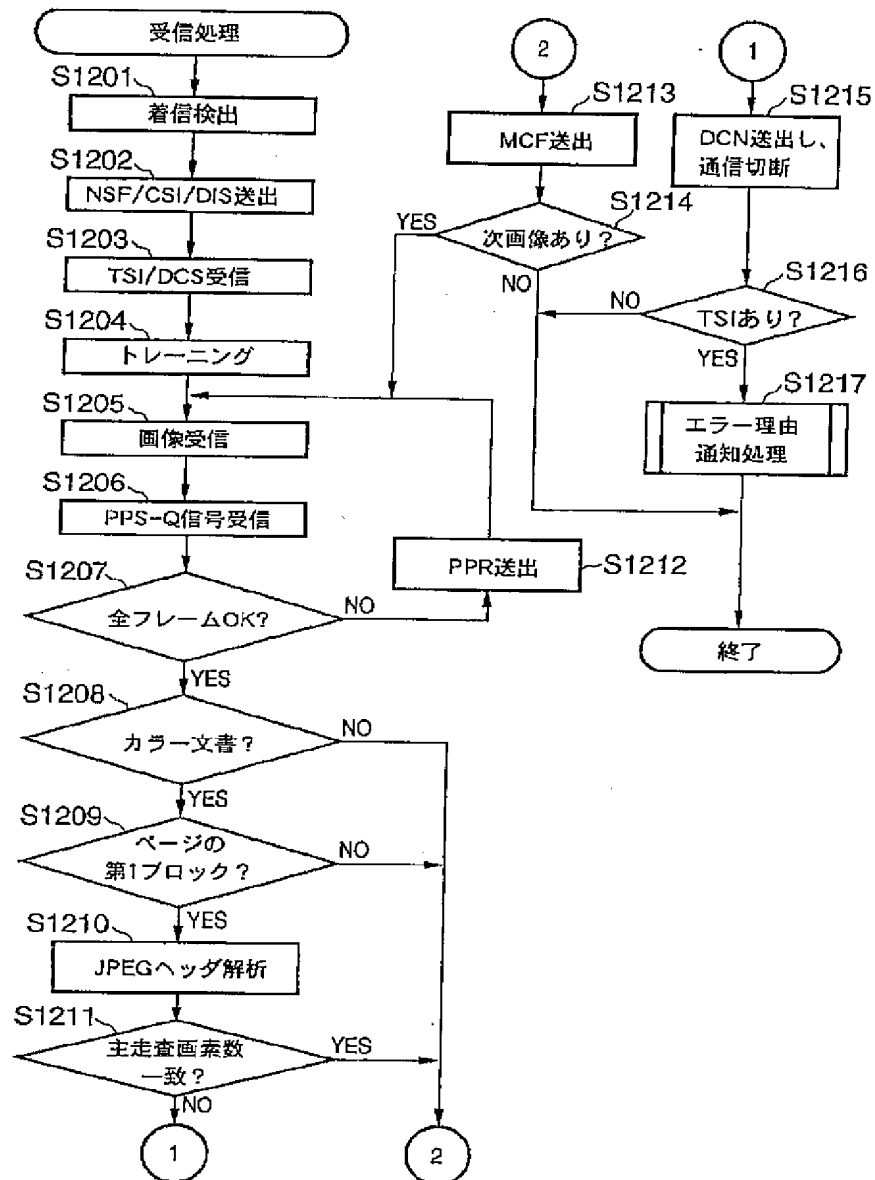 受信処理
S1201
着信検出
S1202
NSF/CSI/DIS送出
S1203
TSI/DCS受信
S1204
トレーニング
S1205
画像受信
S1206
PPS-Q信号受信
S1207
全フレームOK?
NO
YES
S1212
PPR送出
S1208
カラー文書?
NO
YES
S1209
ページの
第1ブロック?
NO
YES
S1210
JPEGヘッダ解析
S1211
主走査画素数
一致?
YES
NO
1
2
2
S1213
MCF送出
S1214
次画像あり?
YES
NO
1
S1215
DCN送出し、
通信切断
S1216
TSIあり?
NO
YES
S1217
エラー理由
通知処理
終了